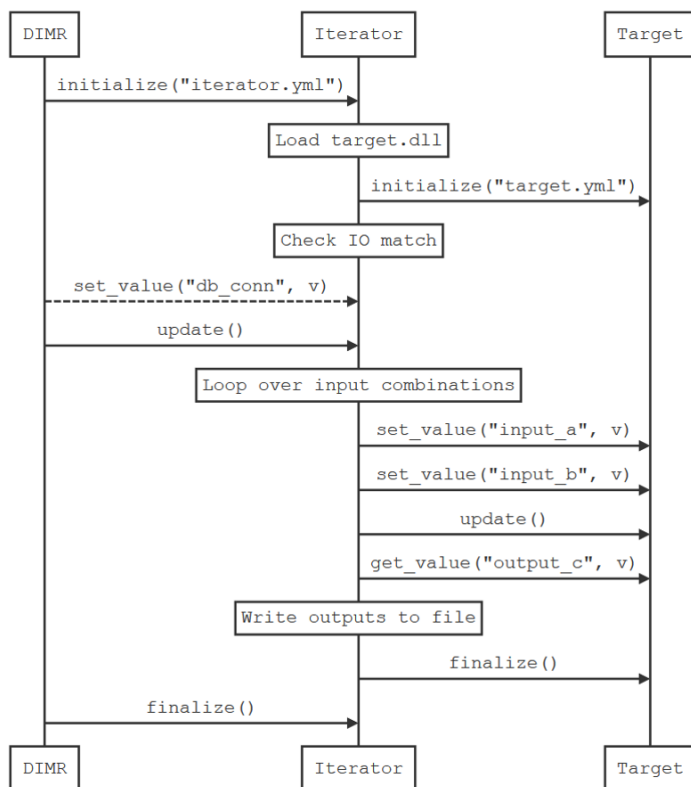 DIMR
Iterator
Target
initialize("iterator.yml")
Load target.dll
initialize("target.yml")
Check IO match
set_value("db_conn", v)
update()
Loop over input combinations
set_value("input_a", v)
set_value("input_b", v)
update()
get_value("output_c", v)
Write outputs to file
finalize()
finalize()
DIMR
Iterator
Target